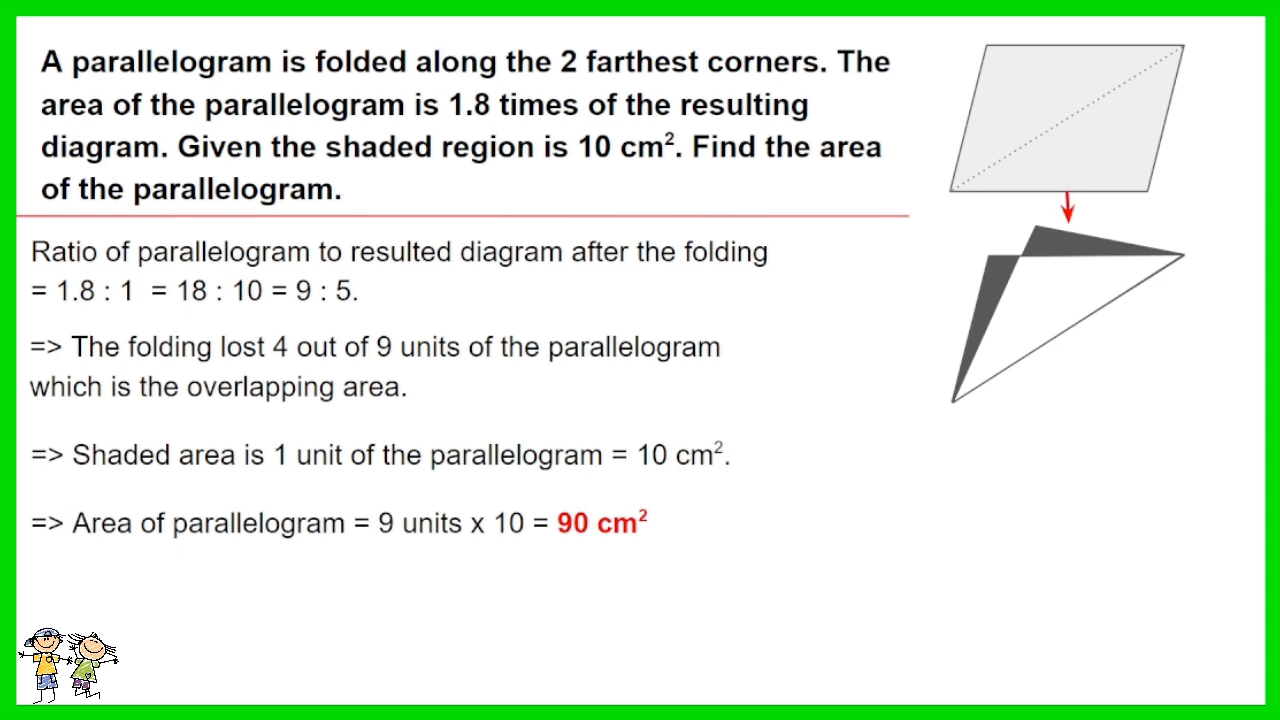 A parallelogram is folded along the 2 farthest corners. The
area of the parallelogram is 1.8 times of the resulting
diagram. Given the shaded region is 10 cm². Find the area
of the parallelogram.
Ratio of parallelogram to resulted diagram after the folding
= 1.8 : 1 = 18 : 10 = 9 : 5.
=> The folding lost 4 out of 9 units of the parallelogram
which is the overlapping area.
=> Shaded area is 1 unit of the parallelogram = 10 cm².
=> Area of parallelogram = 9 units x 10 = 90 cm²